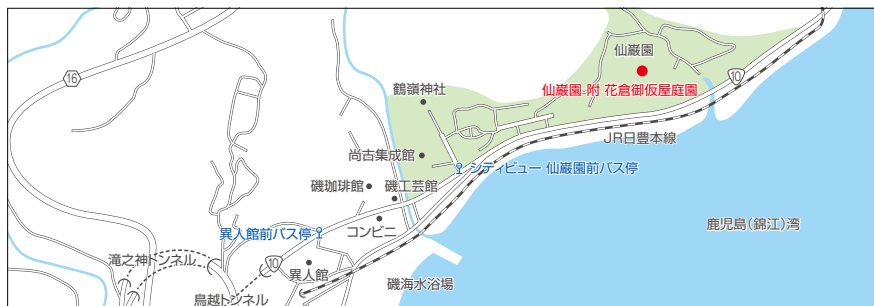 仙巌園
10
16
仙巌園 附 花倉御仮屋庭園
鶴嶺神社
JR日豊本線
尚古集成館
シティビュー 仙巌園前バス停
磯珈琲館
磯工芸館
鹿児島(錦江)湾
コンビニ
異人館前バス停
滝之神トンネル
10
異人館
磯海水浴場
鳥越トンネル